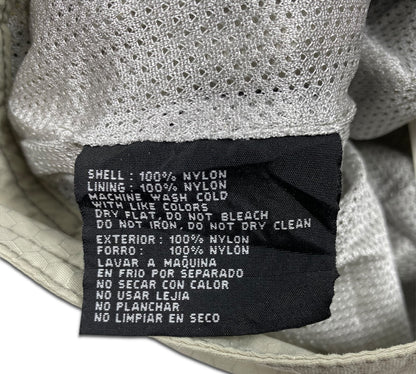 SHELL : 100% NYLON
LINING : 100% NYLON
MACHINE WASH COLD
WITH LIKE COLORS
DRY FLAT, DO NOT BLEACH
DO NOT IRON, DO NOT DRY CLEAN
EXTERIOR : 100% NYLON
FORRO : 100% NYLON
LAVAR A MAQUINA
EN FRIO POR SEPARADO
NO SECAR CON CALOR
NO USAR LEJIA
NO PLANCHAR
NO LIMPIAR EN SECO